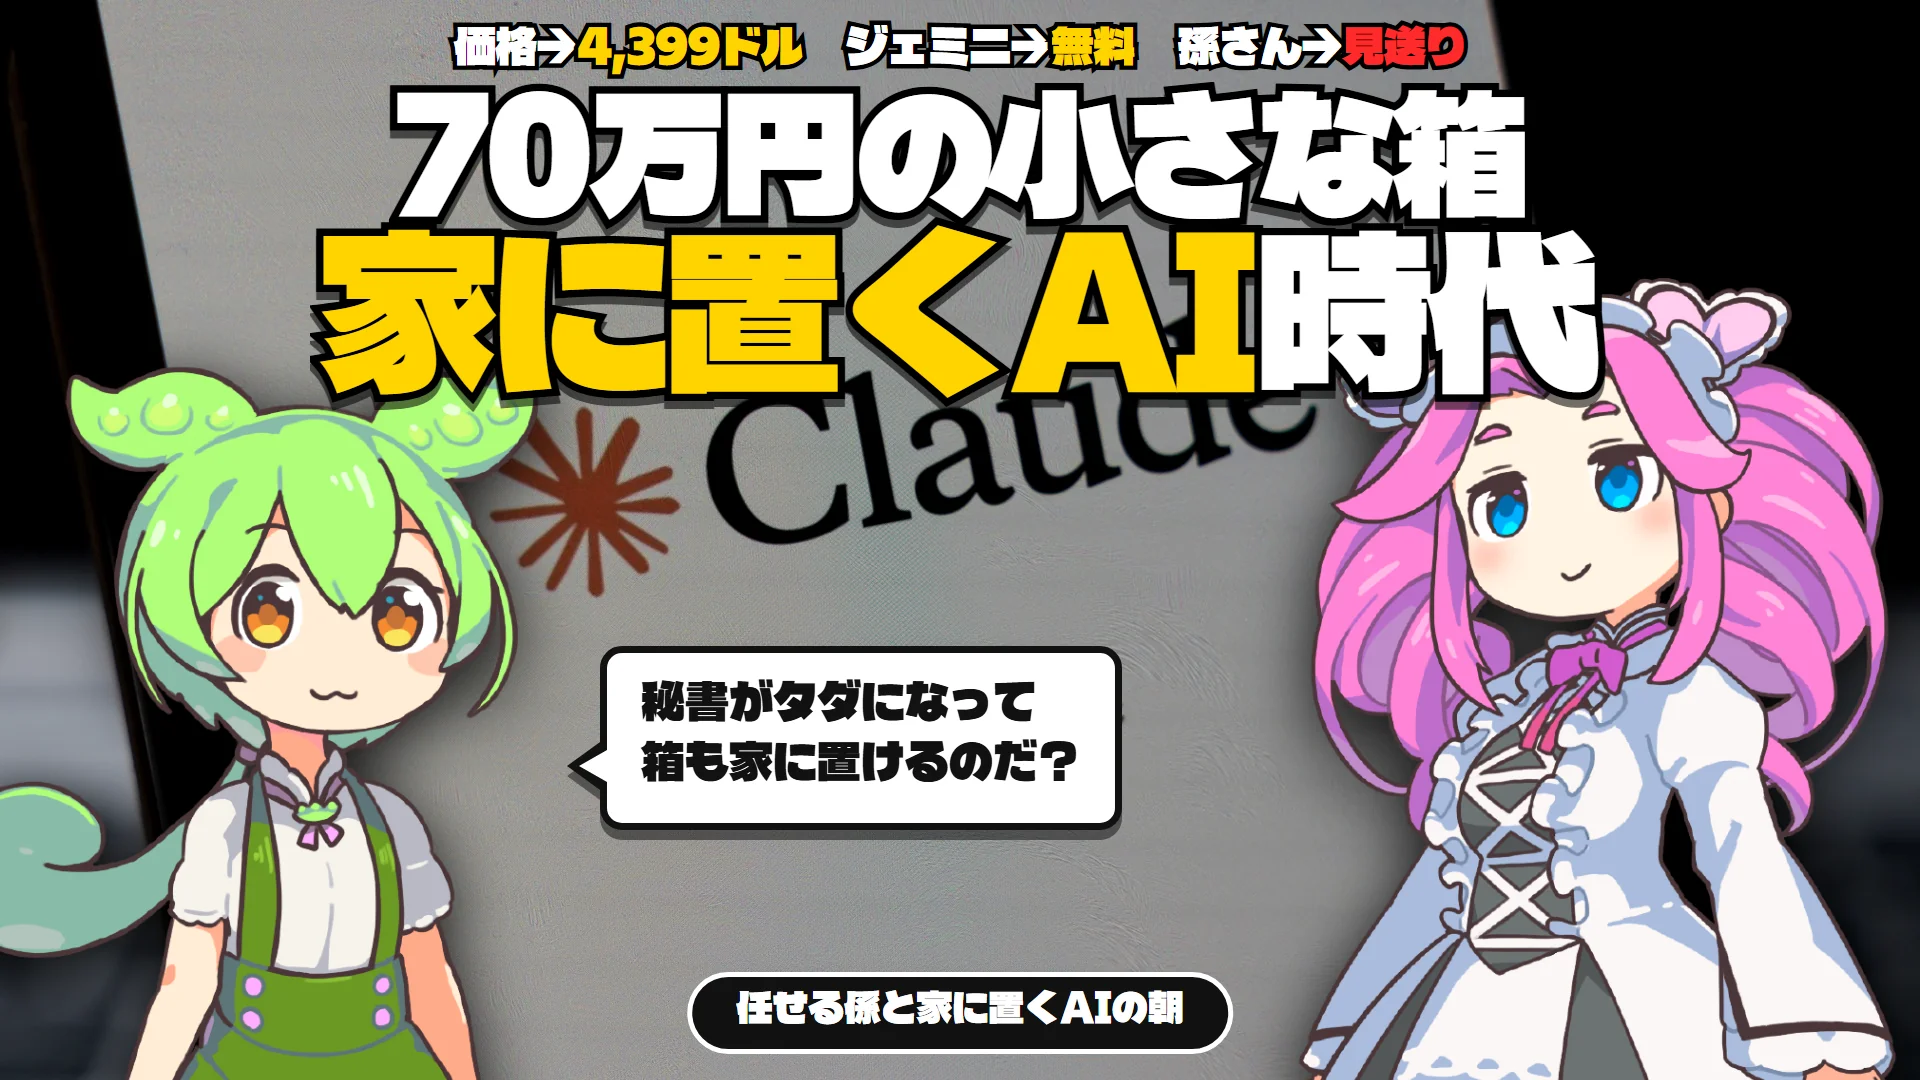 価格→4,399ドル　ジェミニ→無料　孫さん→見送り
70万円の小さな箱
家に置くAI時代
Claude
秘書がタダになって
箱も家に置けるのだ？
任せる係と家に置くAIの朝